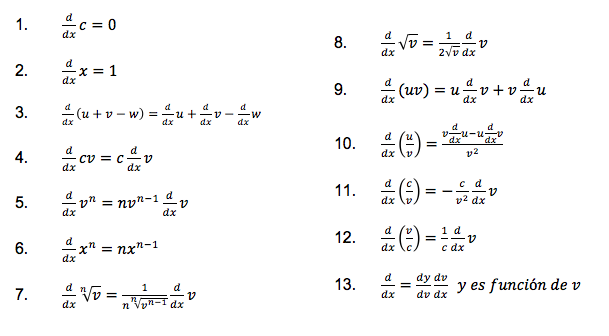 1. d/dx c = 0
2. d/dx x = 1
3. d/dx (u + v − w) = d/dx u + d/dx v − d/dx w
4. d/dx cv = c d/dx v
5. d/dx vⁿ = nvⁿ⁻¹ d/dx v
6. d/dx xⁿ = nxⁿ⁻¹
7. d/dx ⁿ√v = 1/(n ⁿ√(vⁿ⁻¹)) d/dx v
8. d/dx √v = 1/(2√v) d/dx v
9. d/dx (uv) = u d/dx v + v d/dx u
10. d/dx (u/v) = (v d/dx u − u d/dx v)/v²
11. d/dx (c/v) = − c/v² d/dx v
12. d/dx (v/c) = 1/c d/dx v
13. d/dx = dy/dv dv/dx y es función de v